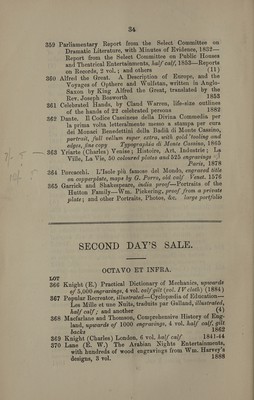 34
359 Parliamentary Report from the Select Committee on
Dramatic Literature, with Minutes of Evidence, 1832—
Report from the Select Committee on Public Houses
and Theatrical Entertainments, half calf, 1853—Reports
on Records, 2 vol.; and others (11)
360 Alfred the Great. A Description of Europe, and the
Voyages of Opthere and Wulfstan, written in Anglo-
Saxon by King Alfred the Great, translated by the
Rev. Joseph Bosworth 1855
361 Celebrated Hands, by Cland Warren, life-size outlines
of the hands of 22 celebrated persons 1882
362 Dante. Il Codice Cassinese della Divina Commedia per
la prima volta letteralmente messo a stampa per cura
dei Monaci Benedettini della Badià di Monte Cassino,
portrait, full vellum super extra, with gold tooling and
edges, fine copy Typographia di Monte Cassino, 1865
363 Yriarte (Charles) Venise; Histoire, Art, Industrie; La
Ville, La Vie, 50 coloured plates and 525 engravings
Paris, 1878
364 Porcacchi. L'Isole più famose del Mondo, engraved title
on copperplate, maps by G. Porro, old calf Venet. 1576
365 Garrick and Shakespeare, india proof—Portraits of the
Hutton Family—Wm. Pickering, proof from a private
plate; and other Portraits, Photos, &c. large portfolio
SECOND DAY'S SALE.
OCTAVO ET INFRA.
LOT
366 Knight (E.) Practical Dictionary of Mechanics, upwards
of 5,000 engravings, 4 vol. calf gilt (vol. IV cloth) (1884)
367 Popular Recreator, illustrated—Cyclopædia of Education—
Les Mille et une Nuits, traduits par Galland, illustrated,
half calf; and another (4)
368 Macfarlane and Thomson, Comprehensive History of Eng-
land, upwards of 1000 engravings, 4 vol. half calf, gilt
backs 1862
369 Knight (Charles) London, 6 vol. half calf 1841-44
370 Lane (E. W.) The Arabian Nights Entertainments,
with hundreds of wood engravings from Wm. Harvey's
designs, 3 vol. 1888